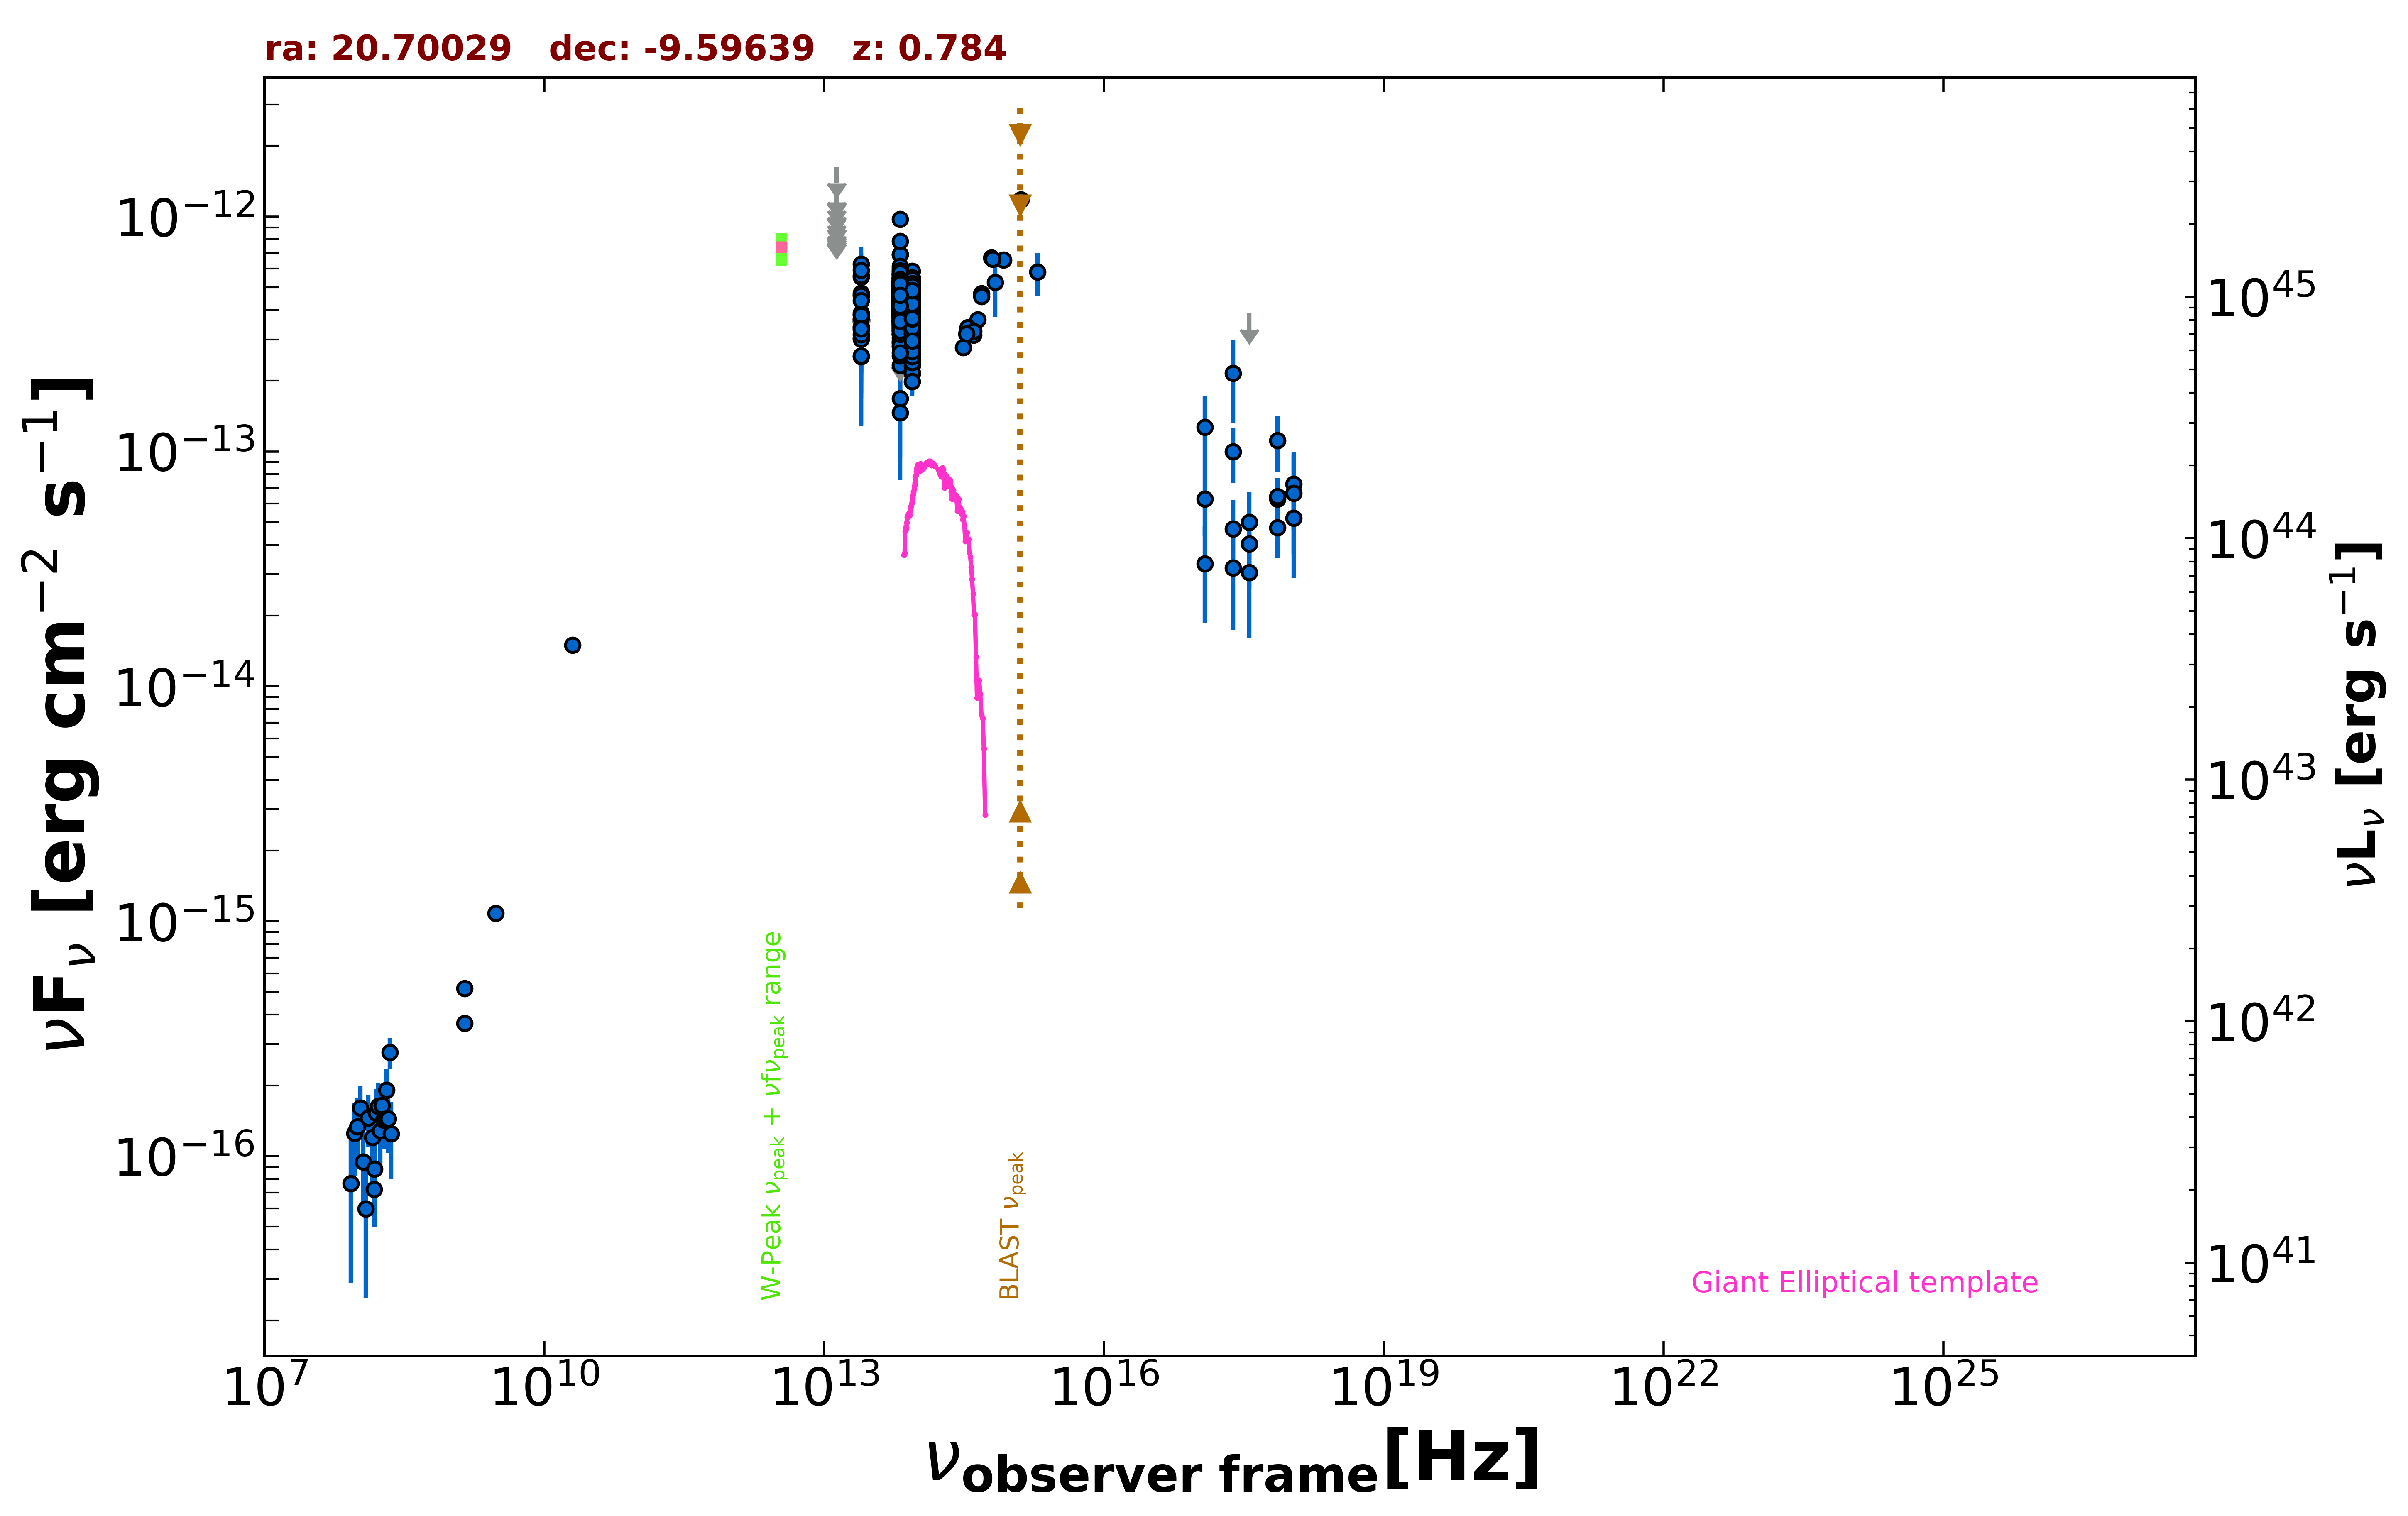 ra: 20.70029 dec: -9.59639 z: 0.784
νFν [erg cm⁻² s⁻¹]
10⁻¹²
10⁻¹³
10⁻¹⁴
10⁻¹⁵
10⁻¹⁶
W-Peak νpeak + νfνpeak range
BLAST νpeak
Giant Elliptical template
10⁴⁵
10⁴⁴
10⁴³
10⁴²
10⁴¹
νLν [erg s⁻¹]
10⁷ 10¹⁰ 10¹³ 10¹⁶ 10¹⁹ 10²² 10²⁵
νobserver frame[Hz]